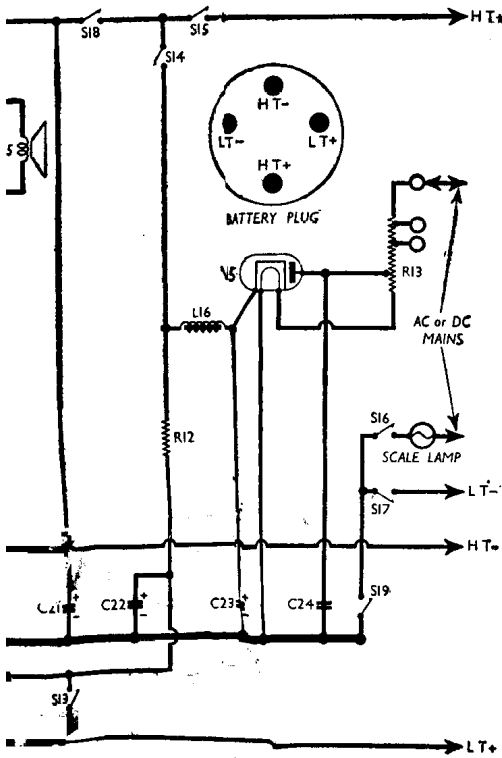 S18
S15
HT+
S14
HT-
LT-
LT+
HT+
BATTERY PLUG
S
V5
R13
L16
AC or DC
MAINS
R12
S16
SCALE LAMP
S17
LT-
HT-
S19
C21
+
-
C22
+
-
C23
+
-
C24
S13
LT+